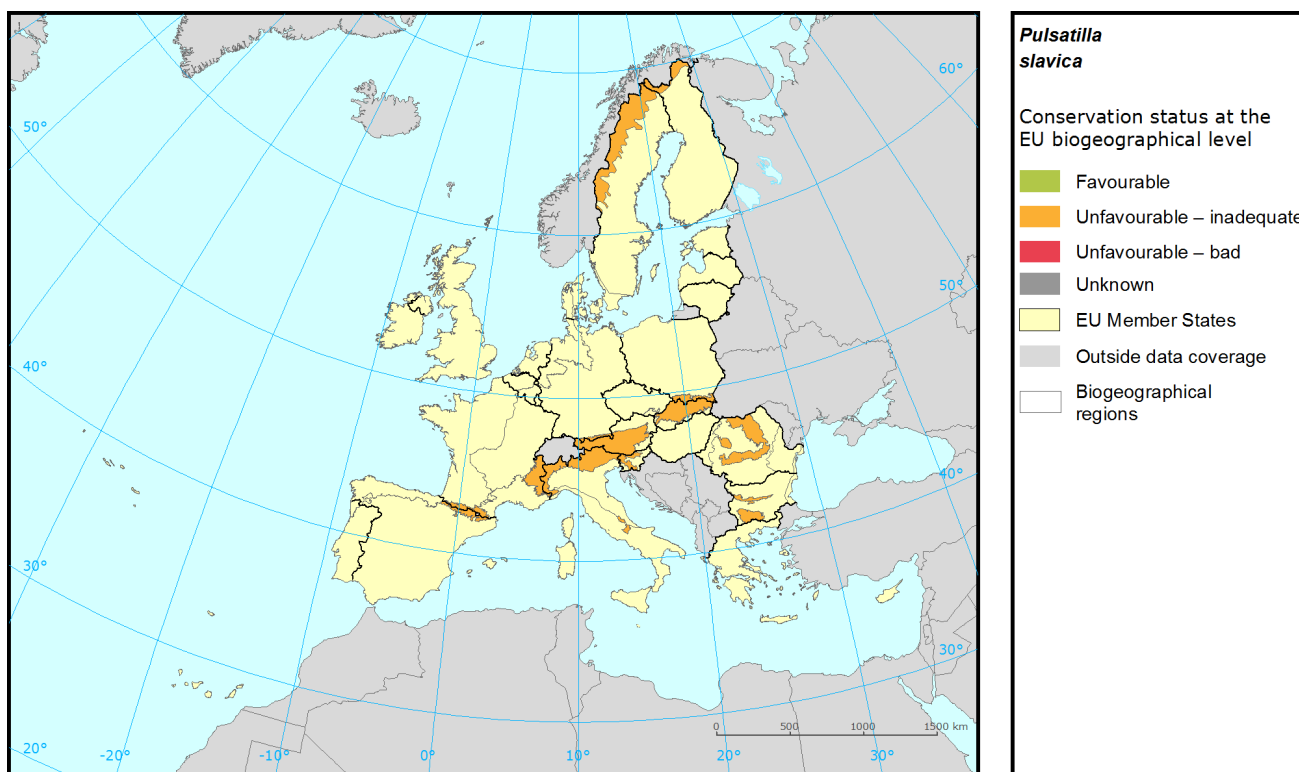 60°
50°
50°
40°
40°
30°
30°
20°
-20°
-10°
0°
10°
20°
30°
0 500 1000 1500 km
Pulsatilla
slavica
Conservation status at the
EU biogeographical level
Favourable
Unfavourable – inadequate
Unfavourable – bad
Unknown
EU Member States
Outside data coverage
Biogeographical
regions